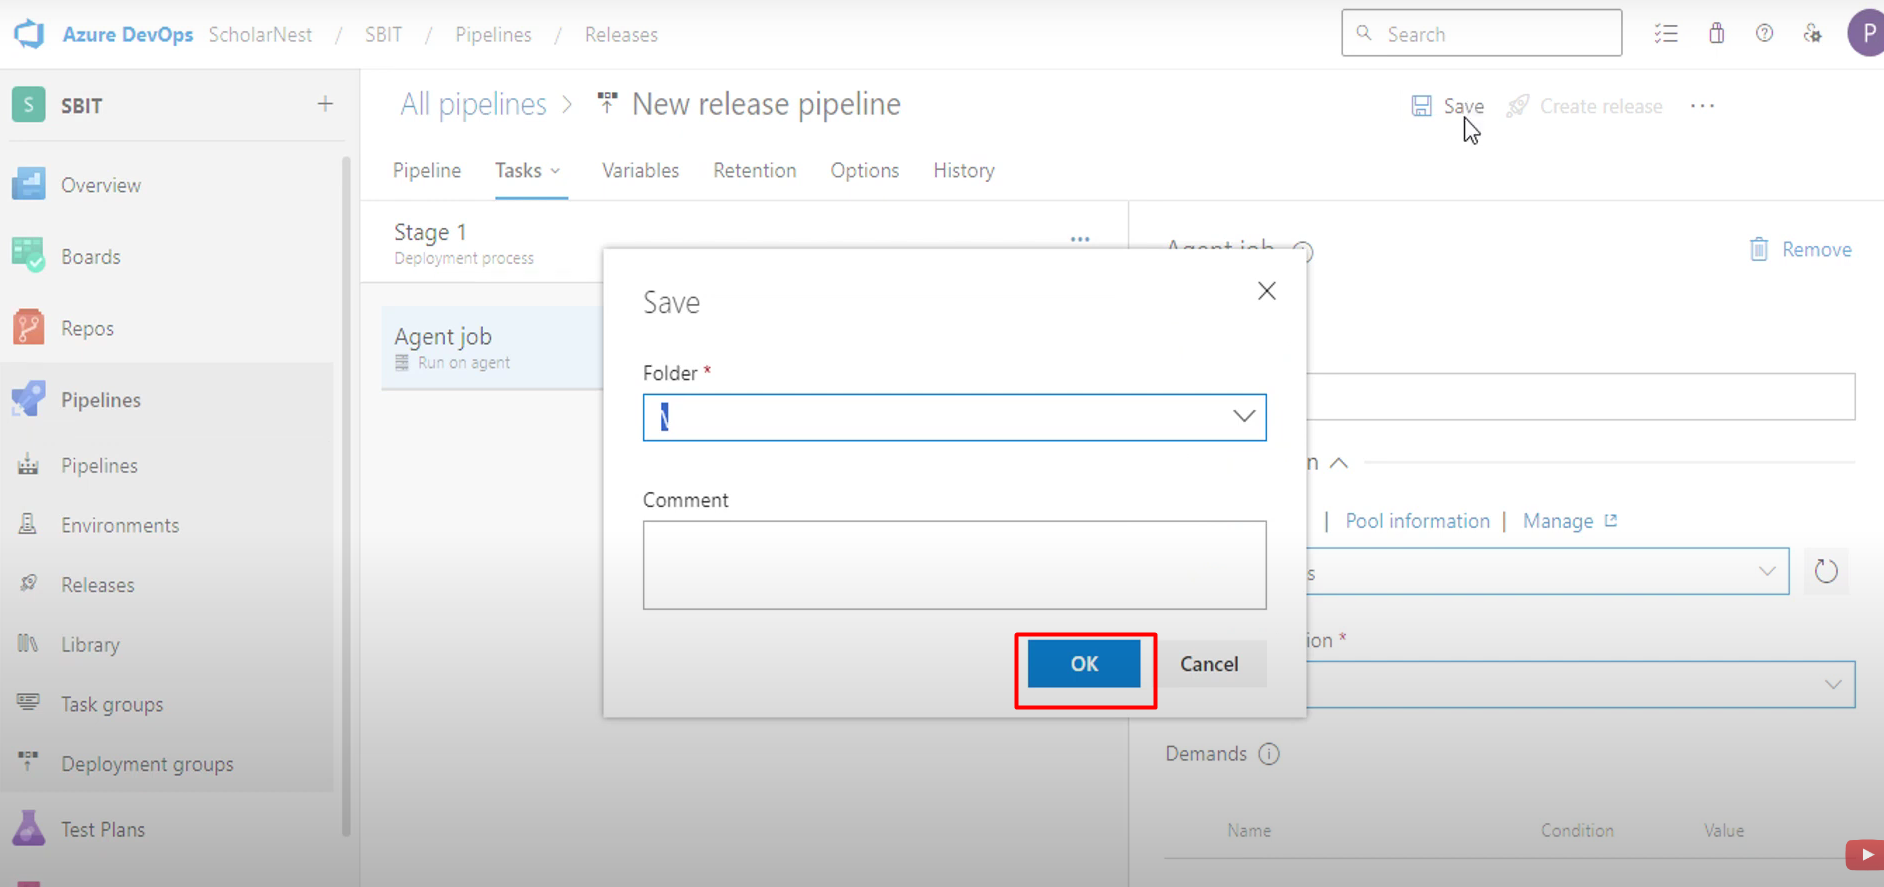 Azure DevOps ScholarNest / SBIT / Pipelines / Releases
Search
P
S SBIT +
All pipelines > New release pipeline
Save
Create release
Pipeline Tasks Variables Retention Options History
Overview
Boards
Repos
Pipelines
Pipelines
Environments
Releases
Library
Task groups
Deployment groups
Test Plans
Stage 1
Deployment process
Agent job
Run on agent
Agent job
Remove
Save
Folder *
\
Comment
OK
Cancel
n
| Pool information | Manage
s
ion *
Demands
Name Condition Value